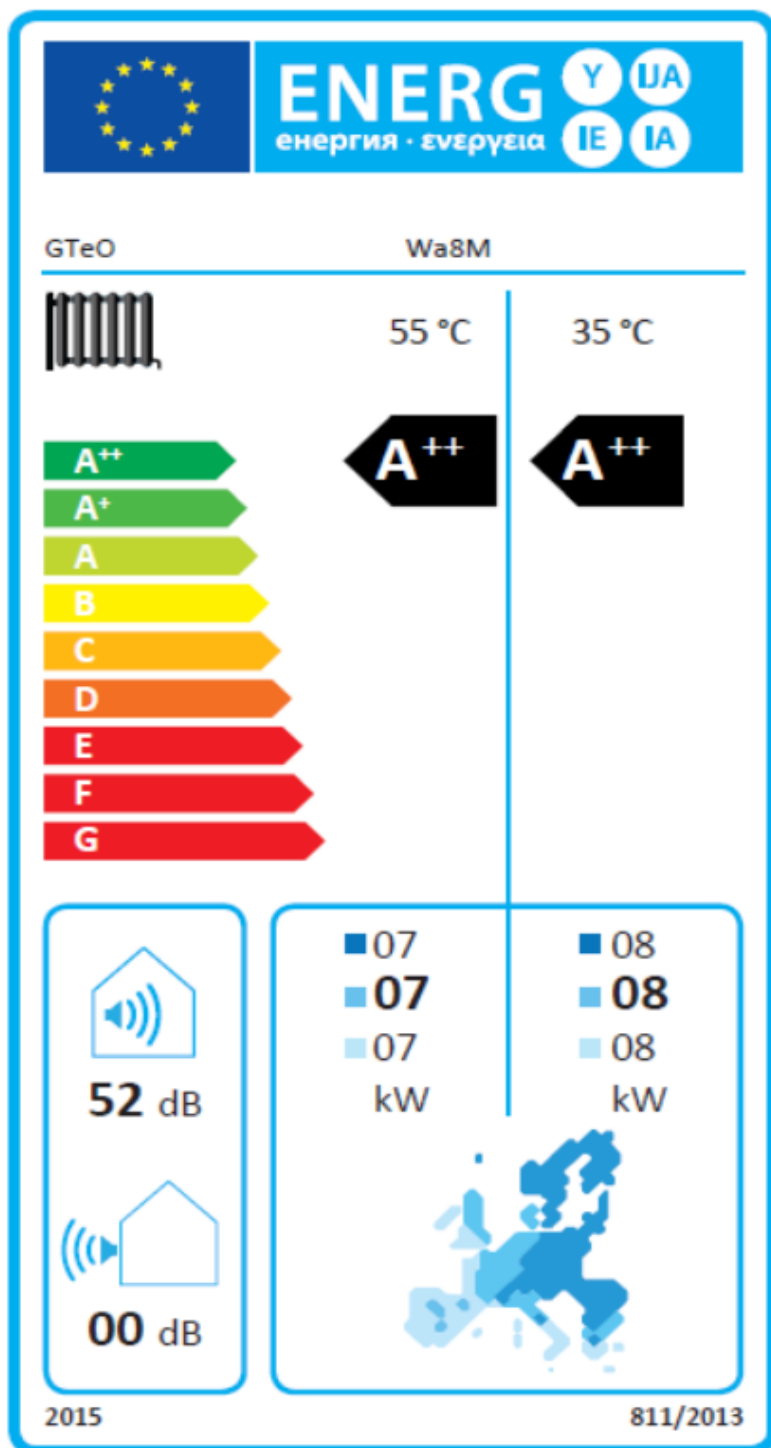 ENERG Y IJA
енергия · ενεργεια IE IA
GTeO Wa8M
55 °C 35 °C
A++ A++ A++
A+
A
B
C
D
E
F
G
07 08
07 08
07 08
kW kW
52 dB
00 dB
2015 811/2013